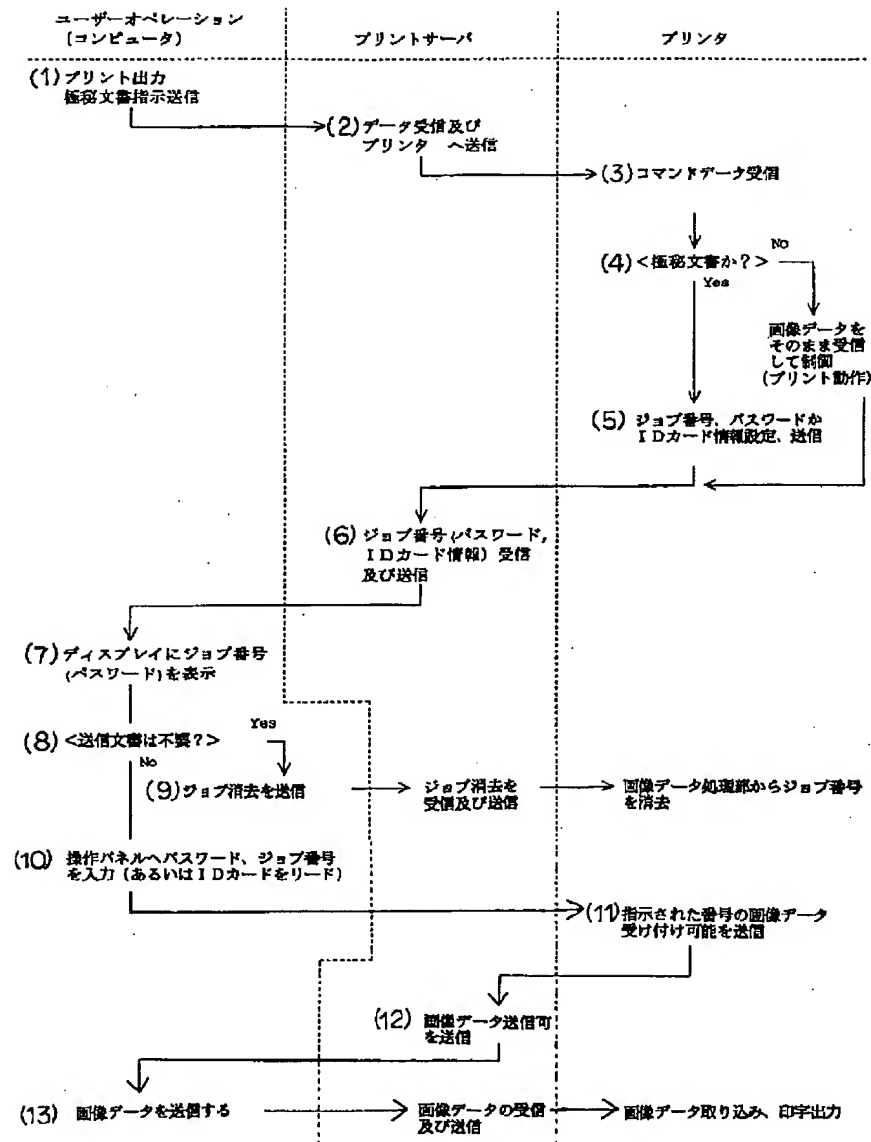 ユーザーオペレーション
(コンピュータ)
プリントサーバ
プリンタ
(1)プリント出力
極秘文書指示送信
(2)データ受信及び
プリンタ へ送信
(3)コマンドデータ受信
(4)<極秘文書か?>
No
Yes
画像データを
そのまま受信
して制御
(プリント動作)
(5)ジョブ番号、パスワードか
IDカード情報設定、送信
(6)ジョブ番号(パスワード,
IDカード情報)受信
及び送信
(7)ディスプレイにジョブ番号
(パスワード)を表示
(8)<送信文書は不要?>
Yes
No
(9)ジョブ消去を送信
ジョブ消去を
受信及び送信
画像データ処理部からジョブ番号
を消去
(10)操作パネルへパスワード、ジョブ番号
を入力(あるいはIDカードをリード)
(11)指示された番号の画像データ
受け付け可能を送信
(12)画像データ送信可
を送信
(13)画像データを送信する
画像データの受信
及び送信
画像データ取り込み、印字出力